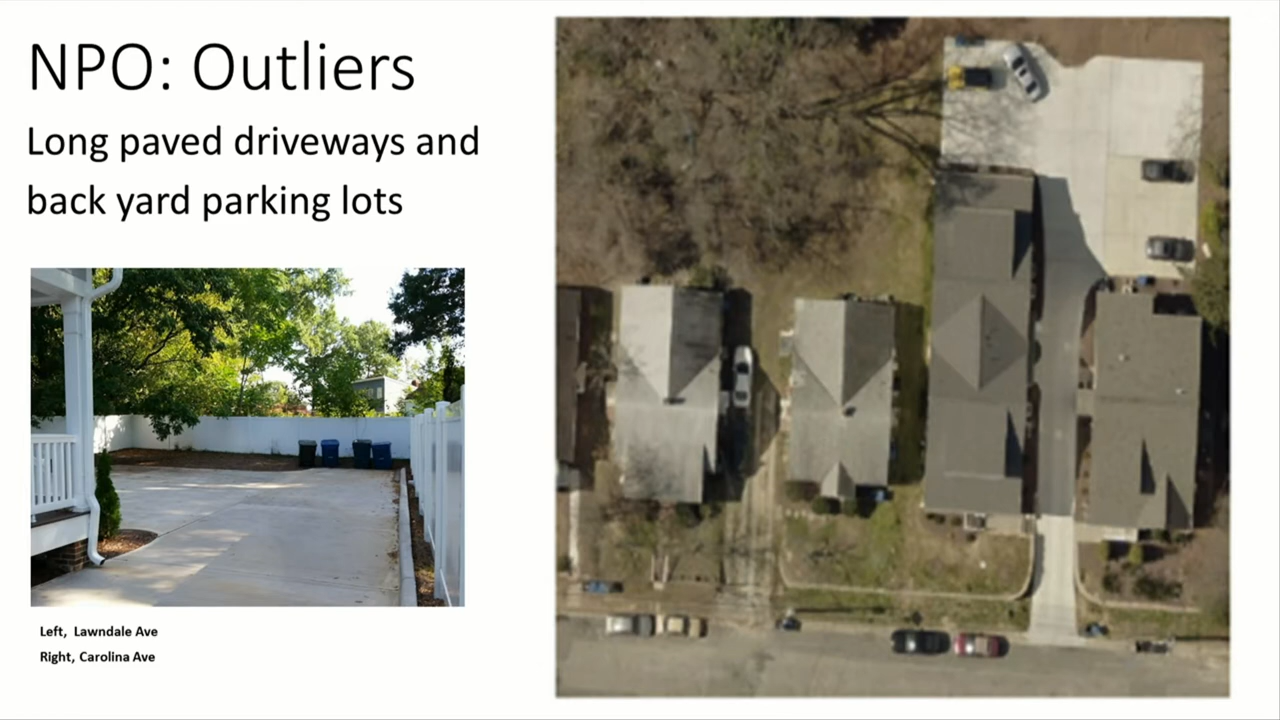 NPO: Outliers
Long paved driveways and
back yard parking lots
Left, Lawndale Ave
Right, Carolina Ave